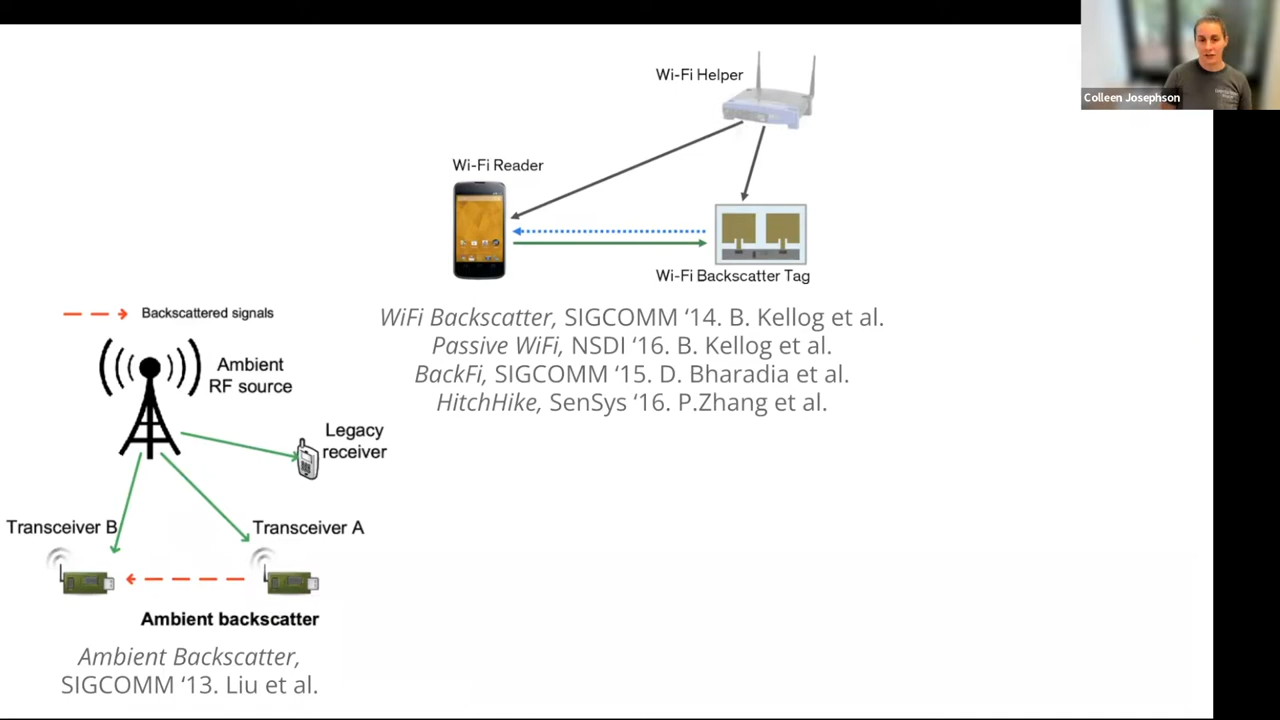 Colleen Josephson
Wi-Fi Helper
Wi-Fi Reader
Wi-Fi Backscatter Tag
WiFi Backscatter, SIGCOMM ‘14. B. Kellog et al.
Passive WiFi, NSDI ‘16. B. Kellog et al.
BackFi, SIGCOMM ‘15. D. Bharadia et al.
HitchHike, SenSys ‘16. P.Zhang et al.
Backscattered signals
Ambient
RF source
Legacy
receiver
Transceiver B
Transceiver A
Ambient backscatter
Ambient Backscatter,
SIGCOMM ‘13. Liu et al.